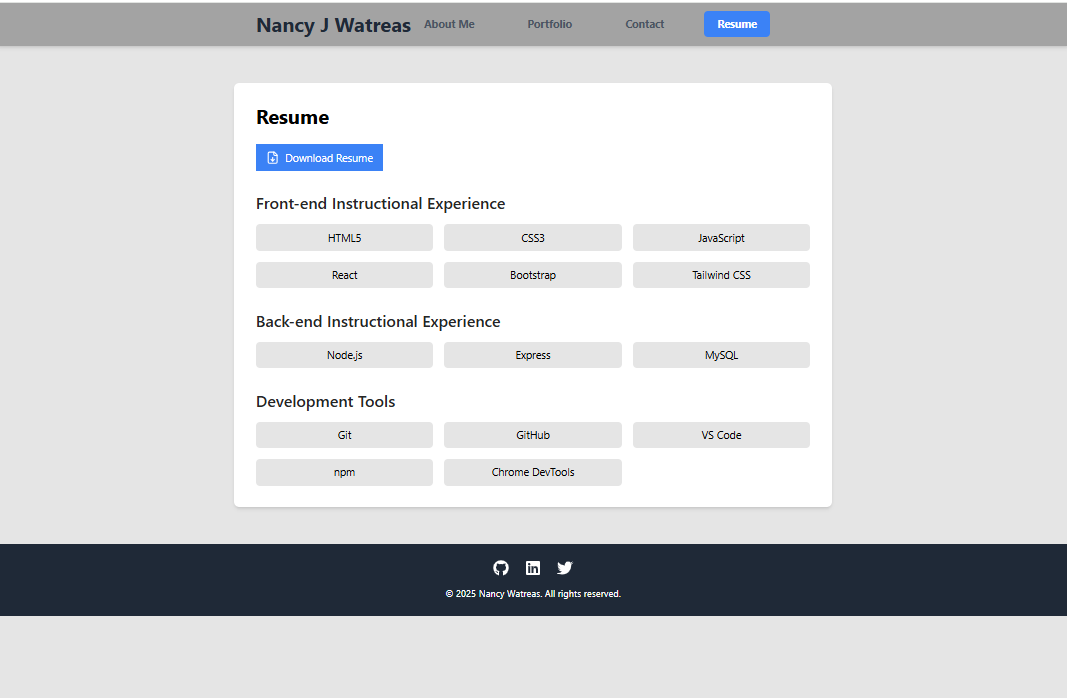 Nancy J Watreas About Me Portfolio Contact Resume
Resume
Download Resume
Front-end Instructional Experience
HTML5 CSS3 JavaScript
React Bootstrap Tailwind CSS
Back-end Instructional Experience
Node.js Express MySQL
Development Tools
Git GitHub VS Code
npm Chrome DevTools
in
© 2025 Nancy Watreas. All rights reserved.